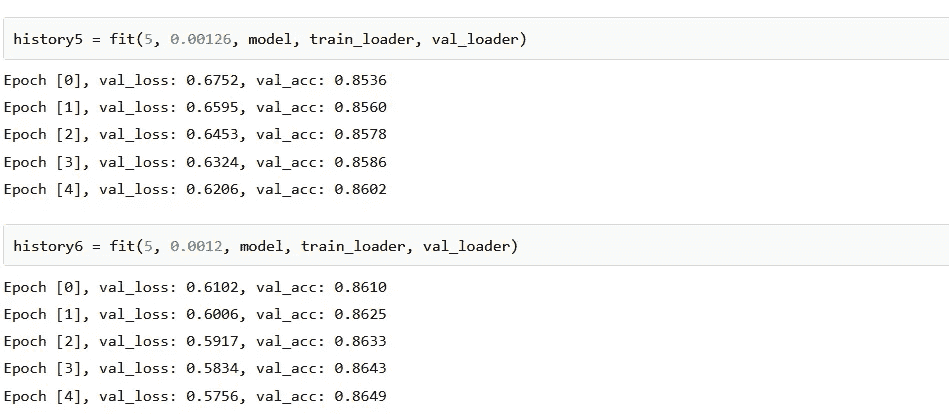 history5 = fit(5, 0.00126, model, train_loader, val_loader)
Epoch [0], val_loss: 0.6752, val_acc: 0.8536
Epoch [1], val_loss: 0.6595, val_acc: 0.8560
Epoch [2], val_loss: 0.6453, val_acc: 0.8578
Epoch [3], val_loss: 0.6324, val_acc: 0.8586
Epoch [4], val_loss: 0.6206, val_acc: 0.8602
history6 = fit(5, 0.0012, model, train_loader, val_loader)
Epoch [0], val_loss: 0.6102, val_acc: 0.8610
Epoch [1], val_loss: 0.6006, val_acc: 0.8625
Epoch [2], val_loss: 0.5917, val_acc: 0.8633
Epoch [3], val_loss: 0.5834, val_acc: 0.8643
Epoch [4], val_loss: 0.5756, val_acc: 0.8649